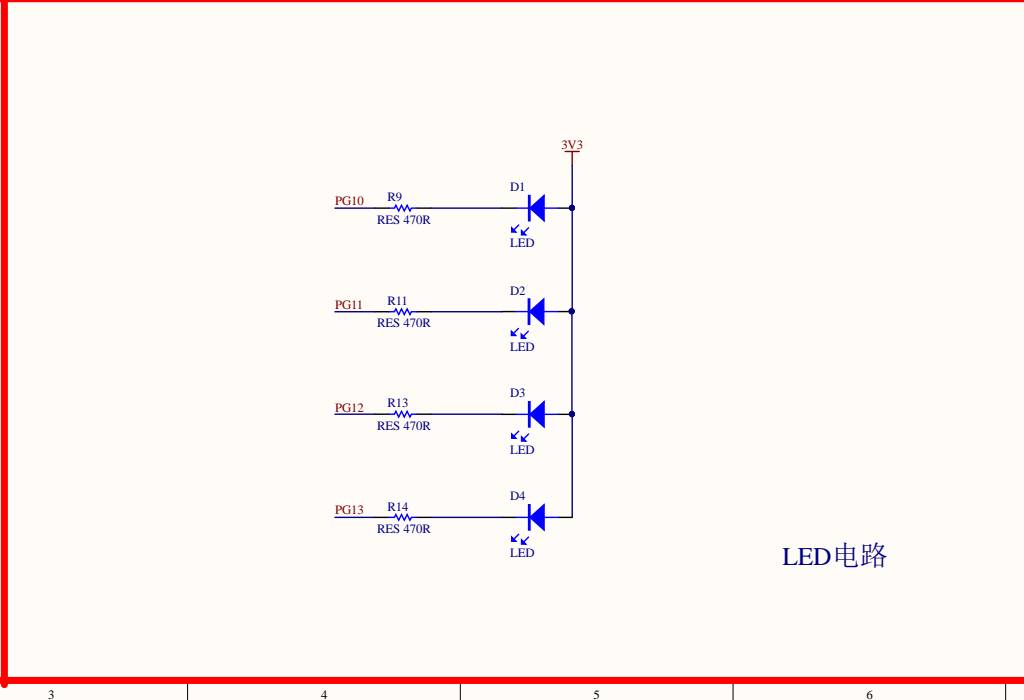 3V3
D1
R9
PG10
RES 470R
LED
D2
R11
PG11
RES 470R
LED
D3
R13
PG12
RES 470R
LED
D4
R14
PG13
RES 470R
LED
LED电路
3 4 5 6